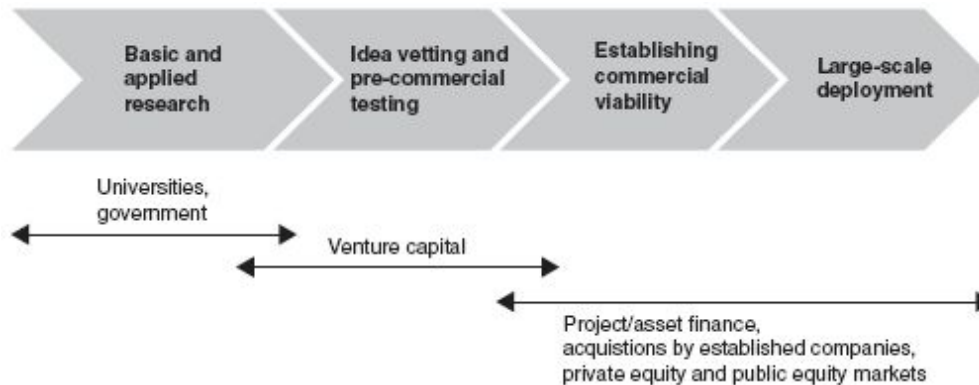 Basic and
applied
research
Idea vetting and
pre-commercial
testing
Establishing
commercial
viability
Large-scale
deployment
Universities,
government
Venture capital
Project/asset finance,
acquistions by established companies,
private equity and public equity markets